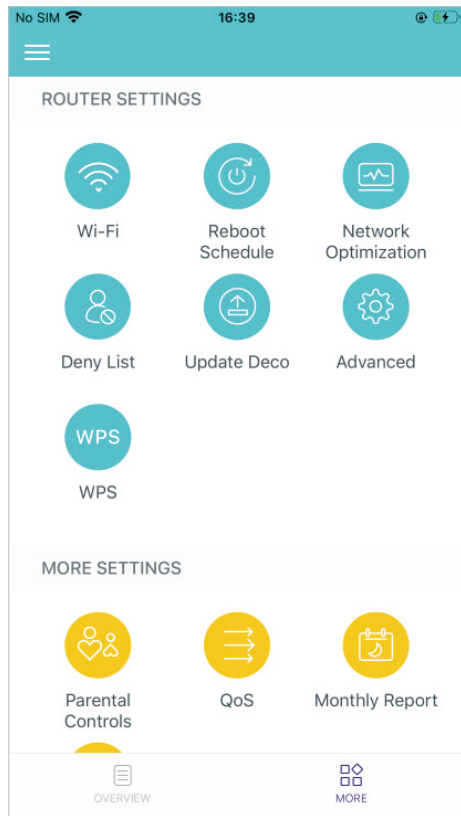 No SIM 16:39
ROUTER SETTINGS
Wi-Fi Reboot Network
Schedule Optimization
Deny List Update Deco Advanced
WPS
WPS
MORE SETTINGS
Parental QoS Monthly Report
Controls
OVERVIEW MORE